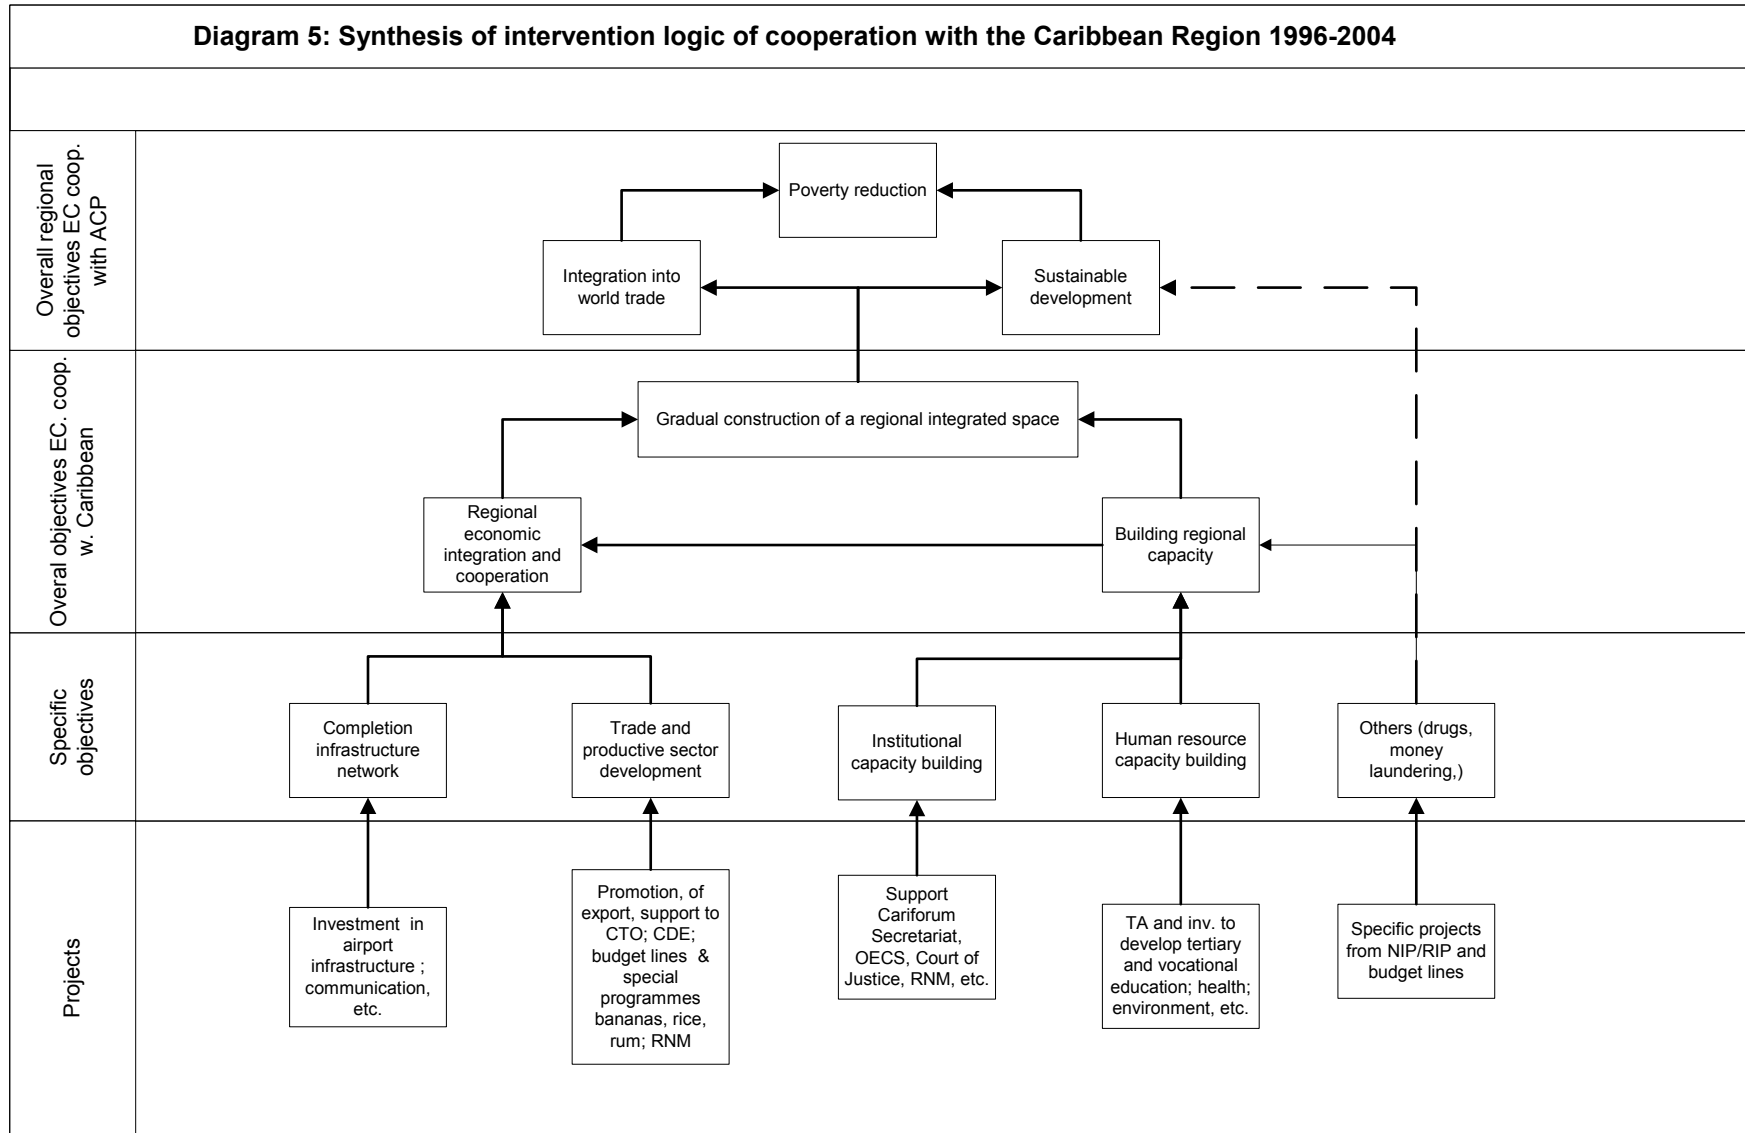 Diagram 5: Synthesis of intervention logic of cooperation with the Caribbean Region 1996-2004
Overall regional
objectives EC coop.
with ACP
Poverty reduction
Integration into
world trade
Sustainable
development
Overal objectives EC. coop.
w. Caribbean
Gradual construction of a regional integrated space
Regional
economic
integration and
cooperation
Building regional
capacity
Specific
objectives
Completion
infrastructure
network
Trade and
productive sector
development
Institutional
capacity building
Human resource
capacity building
Others (drugs,
money
laundering,)
Projects
Investment in
airport
infrastructure ;
communication,
etc.
Promotion, of
export, support to
CTO; CDE;
budget lines &
special
programmes
bananas, rice,
rum; RNM
Support
Cariforum
Secretariat,
OECS, Court of
Justice, RNM, etc.
TA and inv. to
develop tertiary
and vocational
education; health;
environment, etc.
Specific projects
from NIP/RIP and
budget lines